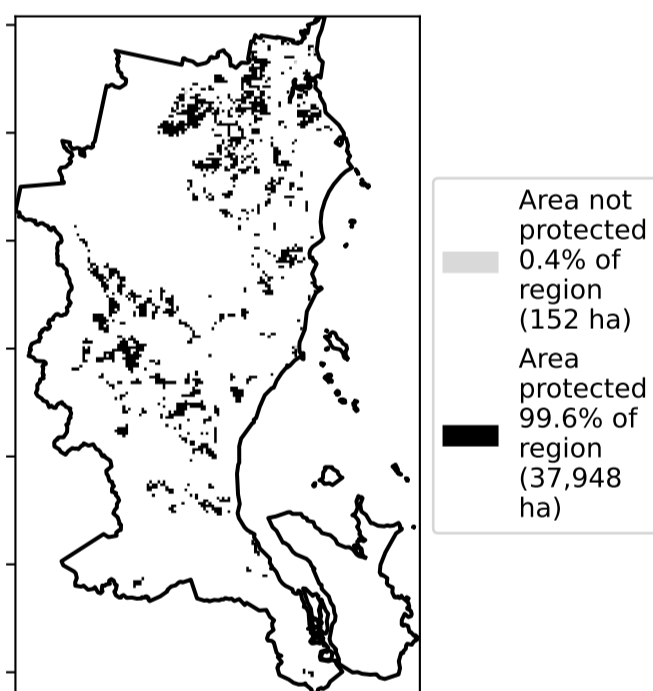 Area not
protected
0.4% of
region
(152 ha)
Area
protected
99.6% of
region
(37,948
ha)